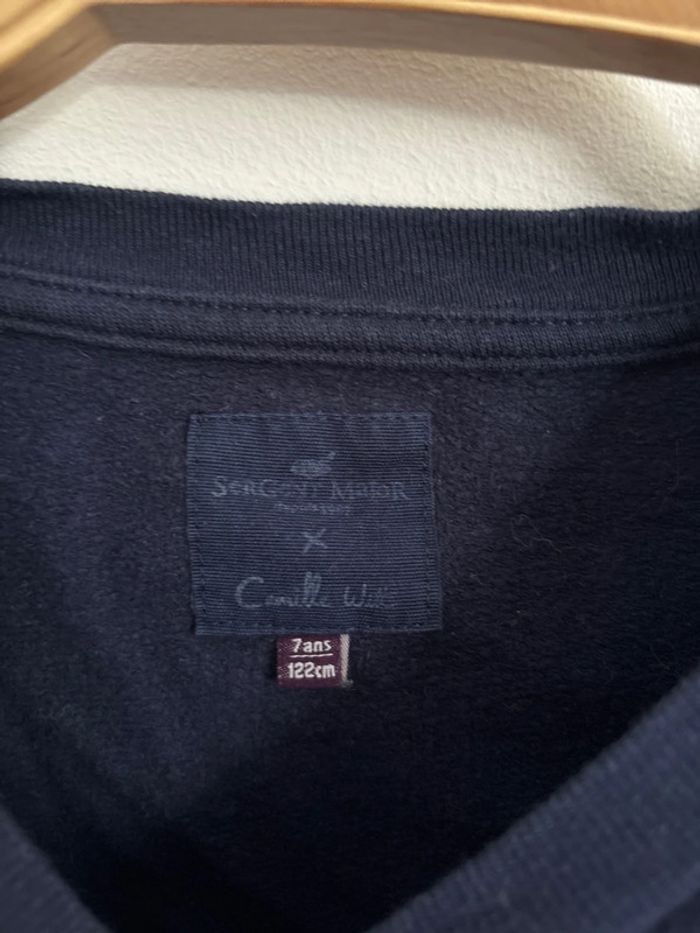 SERGENT MAJOR
X
Camille
7ans
122cm